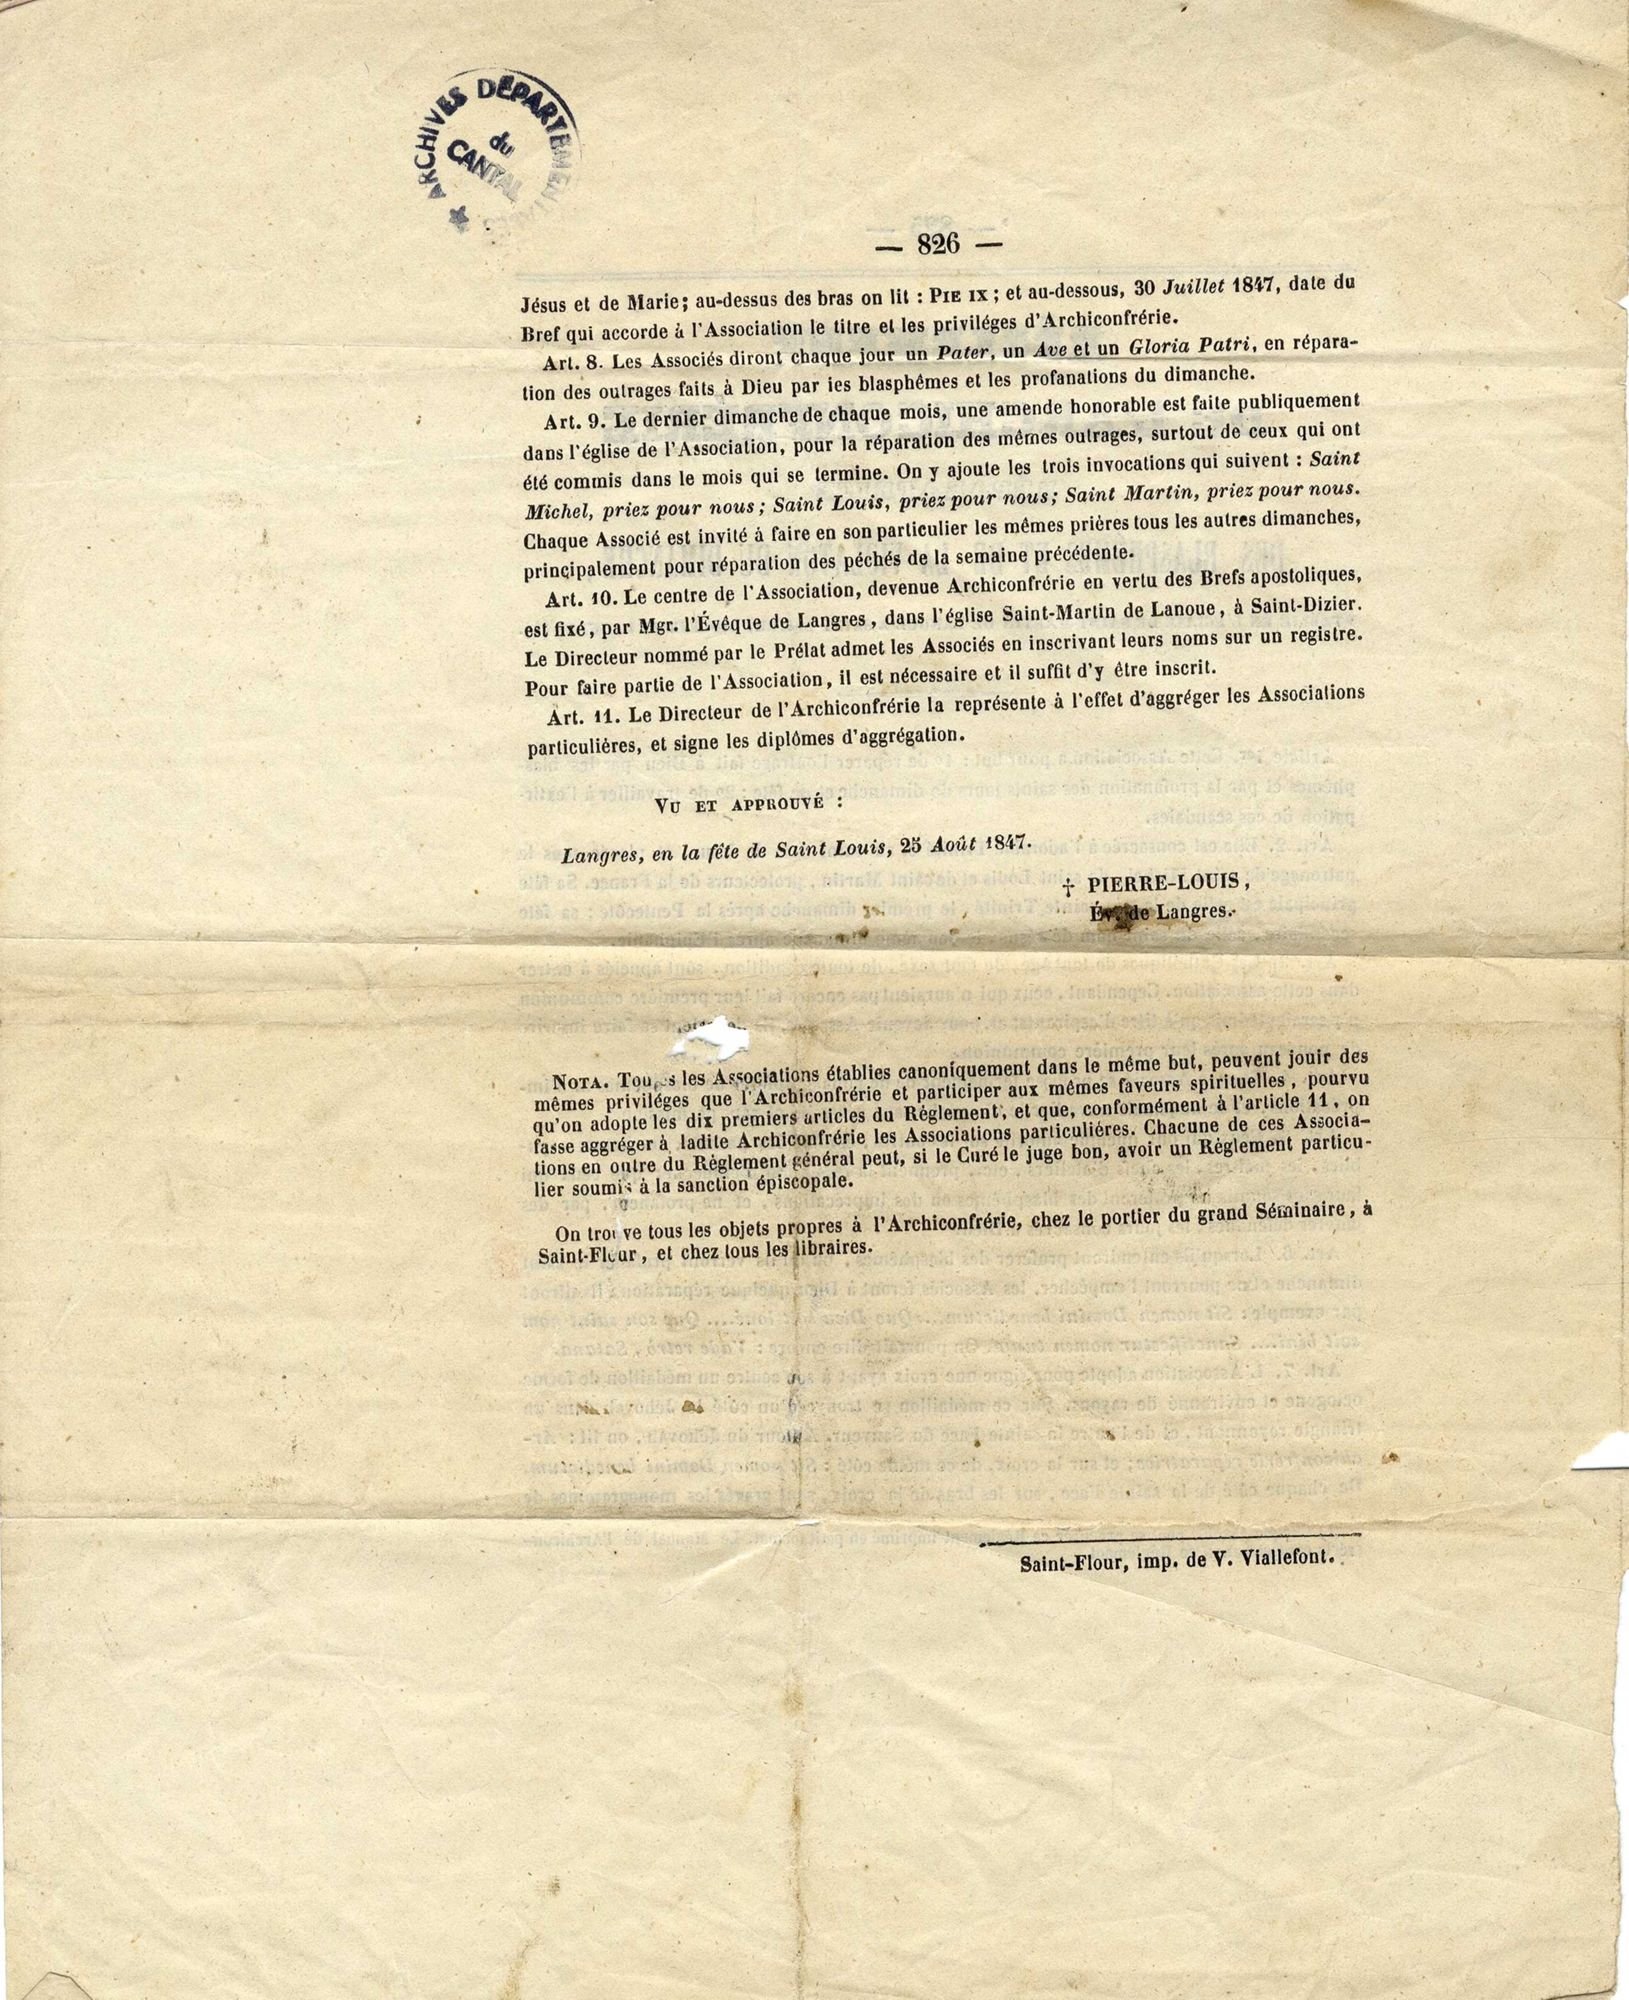 ARCHIVES DÉPARTEMENTALES
du
CANTAL
— 826 —
Jésus et de Marie; au-dessus des bras on lit : PIE IX; et au-dessous, 30 Juillet 1847, date du
Bref qui accorde à l'Association le titre et les priviléges d'Archiconfrérie.
Art. 8. Les Associés diront chaque jour un Pater, un Ave et un Gloria Patri, en répara-
tion des outrages faits à Dieu par les blasphêmes et les profanations du dimanche.
Art. 9. Le dernier dimanche de chaque mois, une amende honorable est faite publiquement
dans l'église de l'Association, pour la réparation des mêmes outrages, surtout de ceux qui ont
été commis dans le mois qui se termine. On y ajoute les trois invocations qui suivent : Saint
Michel, priez pour nous; Saint Louis, priez pour nous; Saint Martin, priez pour nous.
Chaque Associé est invité à faire en son particulier les mêmes prières tous les autres dimanches,
principalement pour réparation des péchés de la semaine précédente.
Art. 10. Le centre de l'Association, devenue Archiconfrérie en vertu des Brefs apostoliques,
est fixé, par Mgr. l'Évêque de Langres, dans l'église Saint-Martin de Lanoue, à Saint-Dizier.
Le Directeur nommé par le Prélat admet les Associés en inscrivant leurs noms sur un registre.
Pour faire partie de l'Association, il est nécessaire et il suffit d'y être inscrit.
Art. 11. Le Directeur de l'Archiconfrérie la représente à l'effet d'aggréger les Associations
particulières, et signe les diplômes d'aggrégation.
VU ET APPROUVÉ :
Langres, en la fête de Saint Louis, 25 Août 1847.
† PIERRE-LOUIS,
Év. de Langres.
NOTA. Toutes les Associations établies canoniquement dans le même but, peuvent jouir des
mêmes priviléges que l'Archiconfrérie et participer aux mêmes faveurs spirituelles, pourvu
qu'on adopte les dix premiers articles du Règlement, et que, conformément à l'article 11, on
fasse aggréger à ladite Archiconfrérie les Associations particulières. Chacune de ces Associa-
tions en outre du Règlement général peut, si le Curé le juge bon, avoir un Règlement particu-
lier soumis à la sanction épiscopale.
On trouve tous les objets propres à l'Archiconfrérie, chez le portier du grand Séminaire, à
Saint-Flour, et chez tous les libraires.
Saint-Flour, imp. de V. Viallefont.